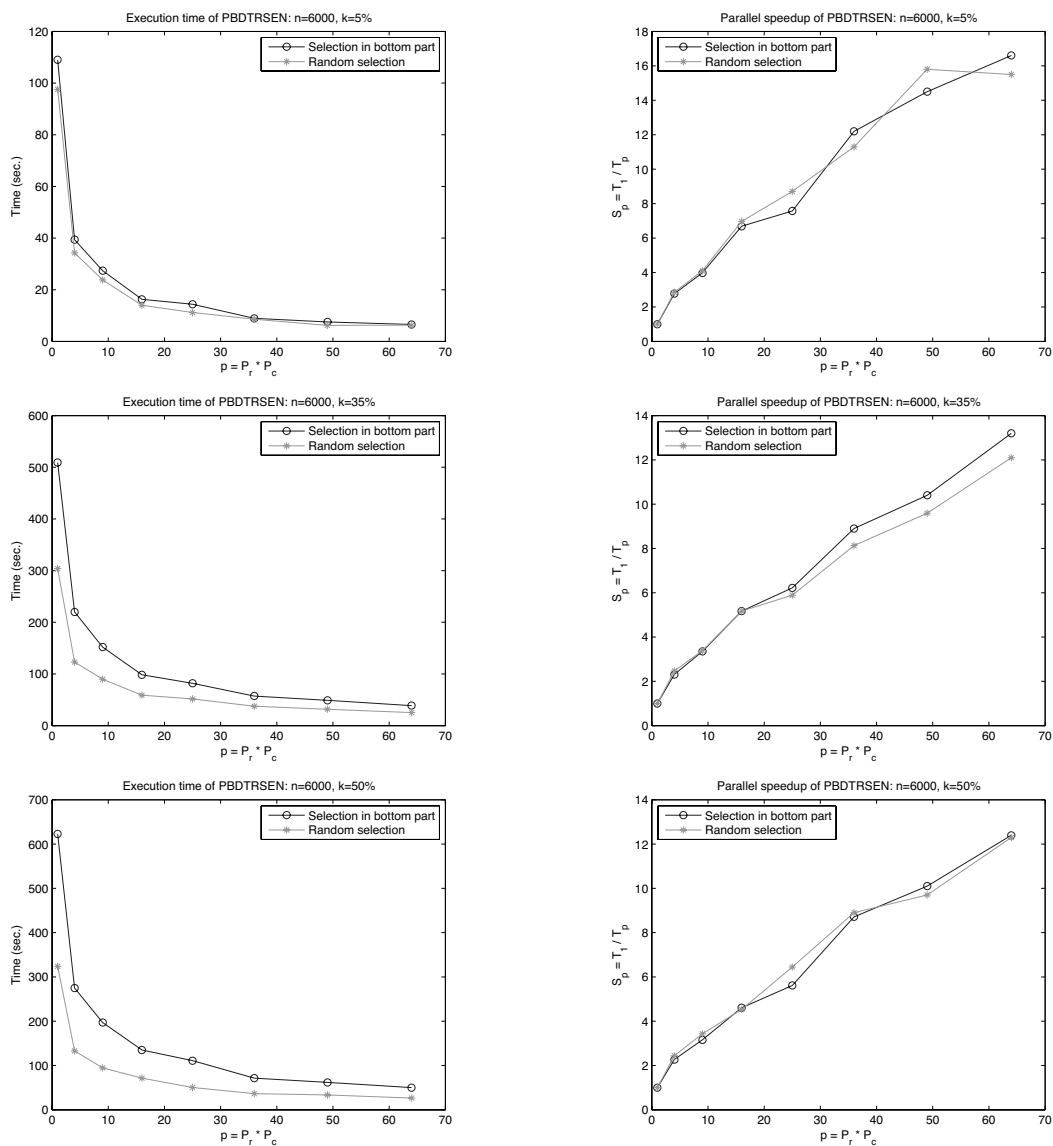 Execution time of PBDTRSEN: n=6000, k=5%
Selection in bottom part
Random selection
Time (sec.)
120
100
80
60
40
20
0
0 10 20 30 40 50 60 70
p = P_r * P_c
Parallel speedup of PBDTRSEN: n=6000, k=5%
Selection in bottom part
Random selection
S_p = T_1 / T_p
18
16
14
12
10
8
6
4
2
0
0 10 20 30 40 50 60 70
p = P_r * P_c
Execution time of PBDTRSEN: n=6000, k=35%
Selection in bottom part
Random selection
Time (sec.)
600
500
400
300
200
100
0
0 10 20 30 40 50 60 70
p = P_r * P_c
Parallel speedup of PBDTRSEN: n=6000, k=35%
Selection in bottom part
Random selection
S_p = T_1 / T_p
14
12
10
8
6
4
2
0
0 10 20 30 40 50 60 70
p = P_r * P_c
Execution time of PBDTRSEN: n=6000, k=50%
Selection in bottom part
Random selection
Time (sec.)
700
600
500
400
300
200
100
0
0 10 20 30 40 50 60 70
p = P_r * P_c
Parallel speedup of PBDTRSEN: n=6000, k=50%
Selection in bottom part
Random selection
S_p = T_1 / T_p
14
12
10
8
6
4
2
0
0 10 20 30 40 50 60 70
p = P_r * P_c